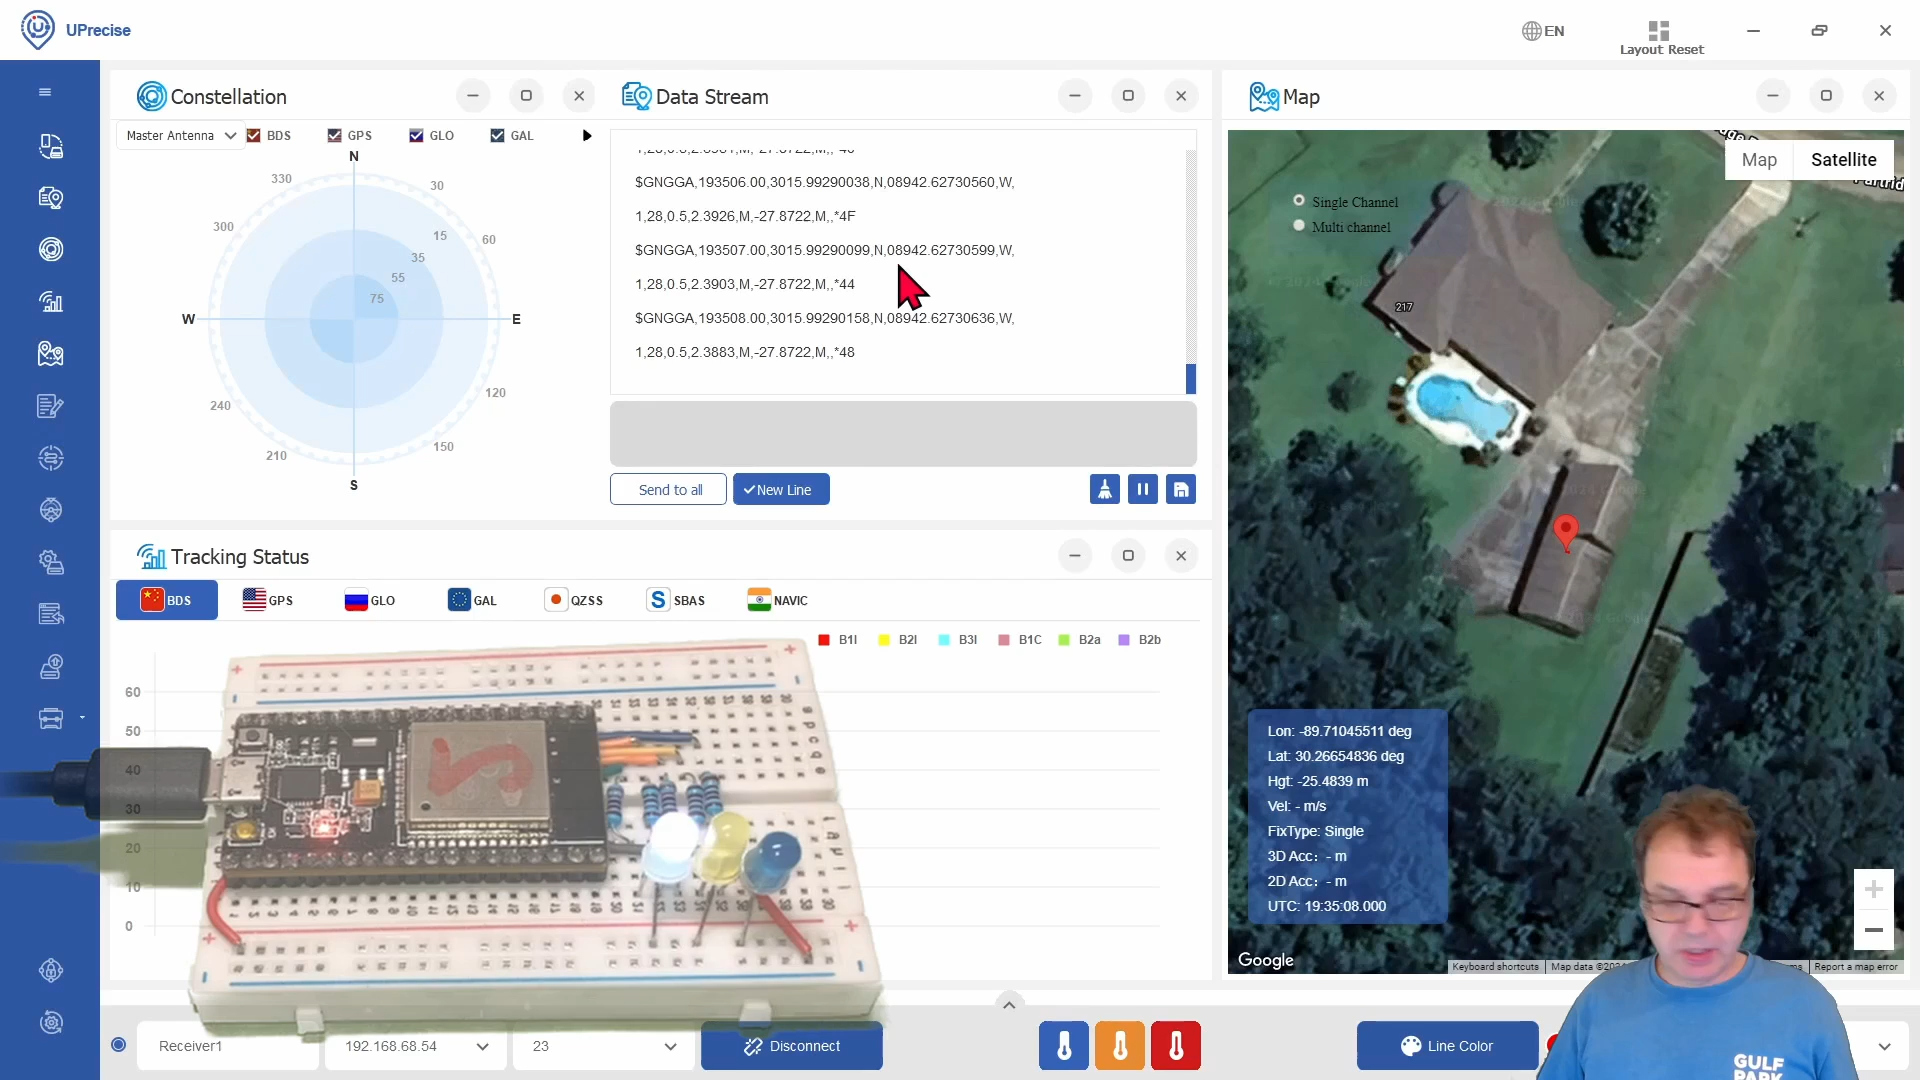 UPrecise
EN
Layout Reset
Constellation
Master Antenna
BDS
GPS
GLO
GAL
N
330
30
300
15
60
35
55
75
W
E
240
120
210
150
S
Data Stream
$GNGGA,193506.00,3015.99290038,N,08942.62730560,W,
1,28,0.5,2.3926,M,-27.8722,M,,*4F
$GNGGA,193507.00,3015.99290099,N,08942.62730599,W,
1,28,0.5,2.3903,M,-27.8722,M,,*44
$GNGGA,193508.00,3015.99290158,N,08942.62730636,W,
1,28,0.5,2.3883,M,-27.8722,M,,*48
Send to all
New Line
Tracking Status
BDS
GPS
GLO
GAL
QZSS
S SBAS
NAVIC
B1I
B2I
B3I
B1C
B2a
B2b
60
50
40
30
20
10
0
Map
Map
Satellite
Single Channel
Multi channel
217
Lon: -89.71045511 deg
Lat: 30.26654836 deg
Hgt: -25.4839 m
Vel: - m/s
FixType: Single
3D Acc: - m
2D Acc: - m
UTC: 19:35:08.000
Google
Keyboard shortcuts
Map data
Report a map error
Receiver1
192.168.68.54
23
Disconnect
Line Color
GULF
PARK